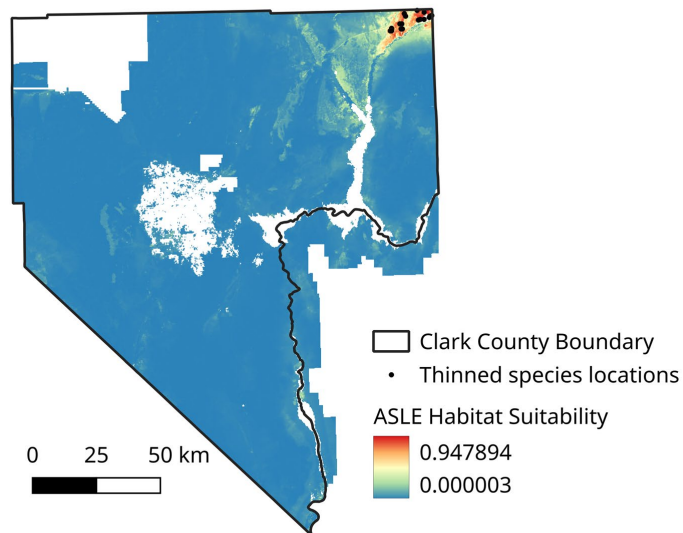 Clark County Boundary
Thinned species locations
ASLE Habitat Suitability
0.947894
0.000003
0 25 50 km